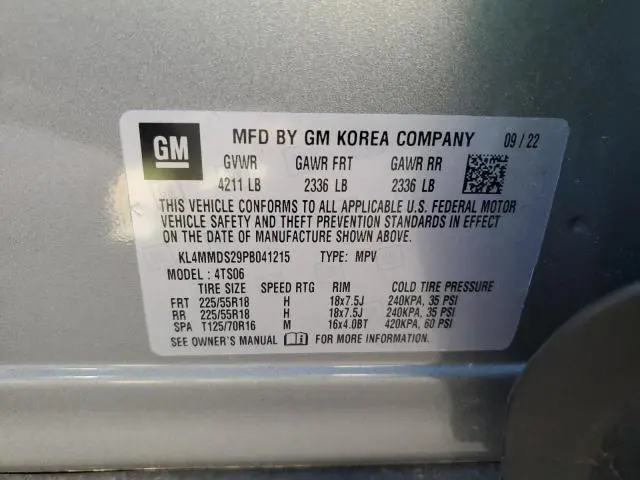 GM
MFD BY GM KOREA COMPANY 09/22
GVWR GAWR FRT GAWR RR
4211 LB 2336 LB 2336 LB
THIS VEHICLE CONFORMS TO ALL APPLICABLE U.S. FEDERAL MOTOR
VEHICLE SAFETY AND THEFT PREVENTION STANDARDS IN EFFECT
ON THE DATE OF MANUFACTURE SHOWN ABOVE.
KL4MMDS29PB041215 TYPE: MPV
MODEL: 4TS06
TIRE SIZE SPEED RTG RIM COLD TIRE PRESSURE
FRT 225/55R18 H 18x7.5J 240KPA, 35 PSI
RR 225/55R18 H 18x7.5J 240KPA, 35 PSI
SPA T125/70R16 M 16x4.0BT 420KPA, 60 PSI
SEE OWNER'S MANUAL FOR MORE INFORMATION.